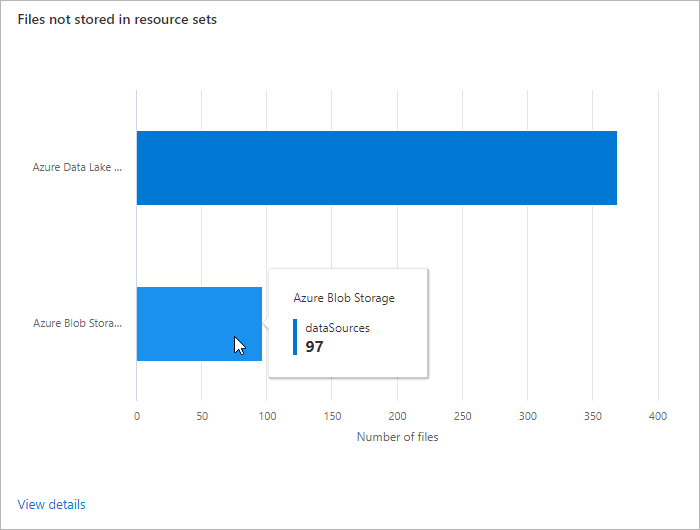 Files not stored in resource sets
Azure Data Lake ...
Azure Blob Stora...
Azure Blob Storage
dataSources
97
0 50 100 150 200 250 300 350 400
Number of files
View details